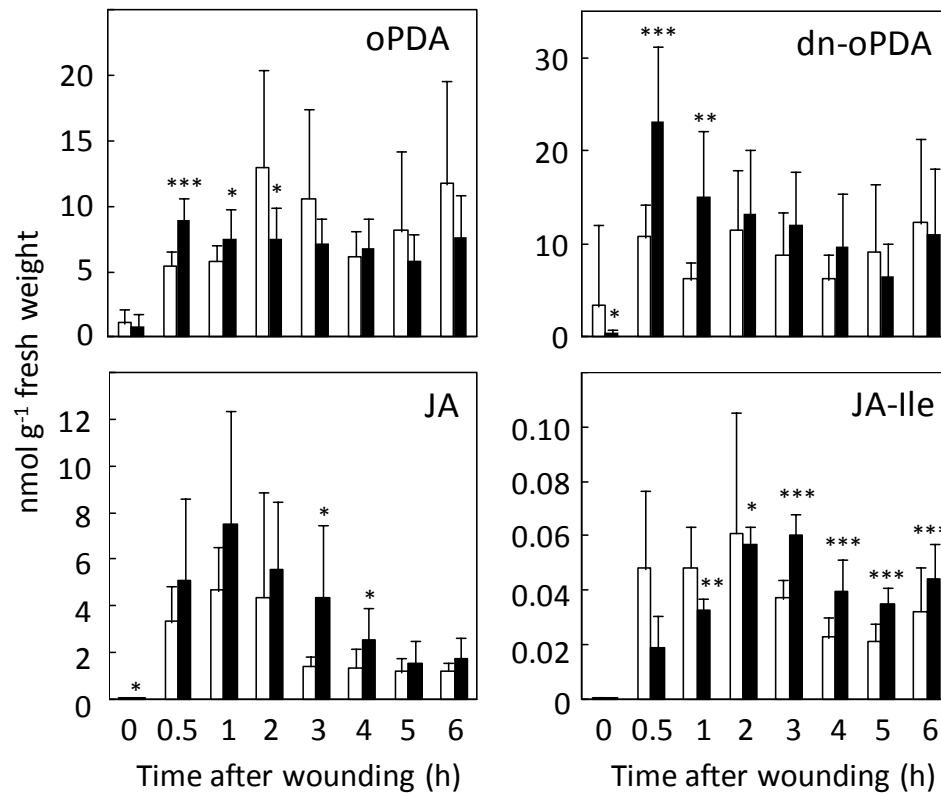 oPDA
20
15
10
5
0
*** * *
dn-oPDA
30
20
10
0
*** ** *
nmol g⁻¹ fresh weight
JA
12
10
8
6
4
2
0
* * *
0 0.5 1 2 3 4 5 6
Time after wounding (h)
JA-Ile
0.10
0.08
0.06
0.04
0.02
0
** * *** *** *** ***
0 0.5 1 2 3 4 5 6
Time after wounding (h)